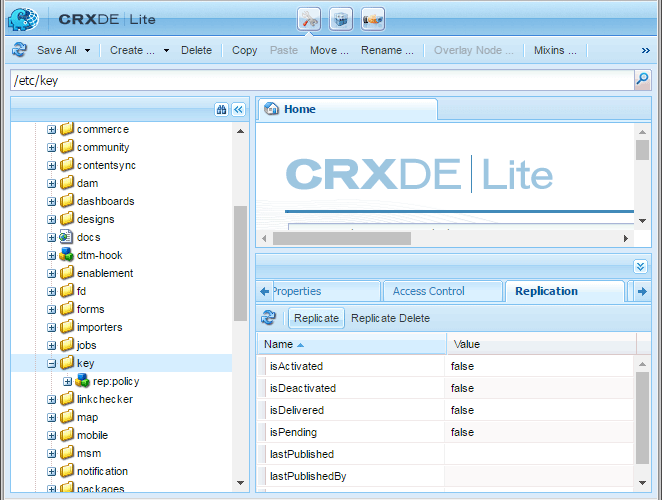 CRXDE | Lite
Save All Create ... Delete Copy Paste Move ... Rename ... Overlay Node ... Mixins ... »
/etc/key
Home
CRXDE | Lite
commerce
community
contentsync
dam
dashboards
designs
docs
dtm-hook
enablement
fd
forms
importers
jobs
key
rep:policy
linkchecker
map
mobile
msm
notification
packages
Properties Access Control Replication
Replicate Replicate Delete
Name Value
isActivated false
isDeactivated false
isDelivered false
isPending false
lastPublished
lastPublishedBy